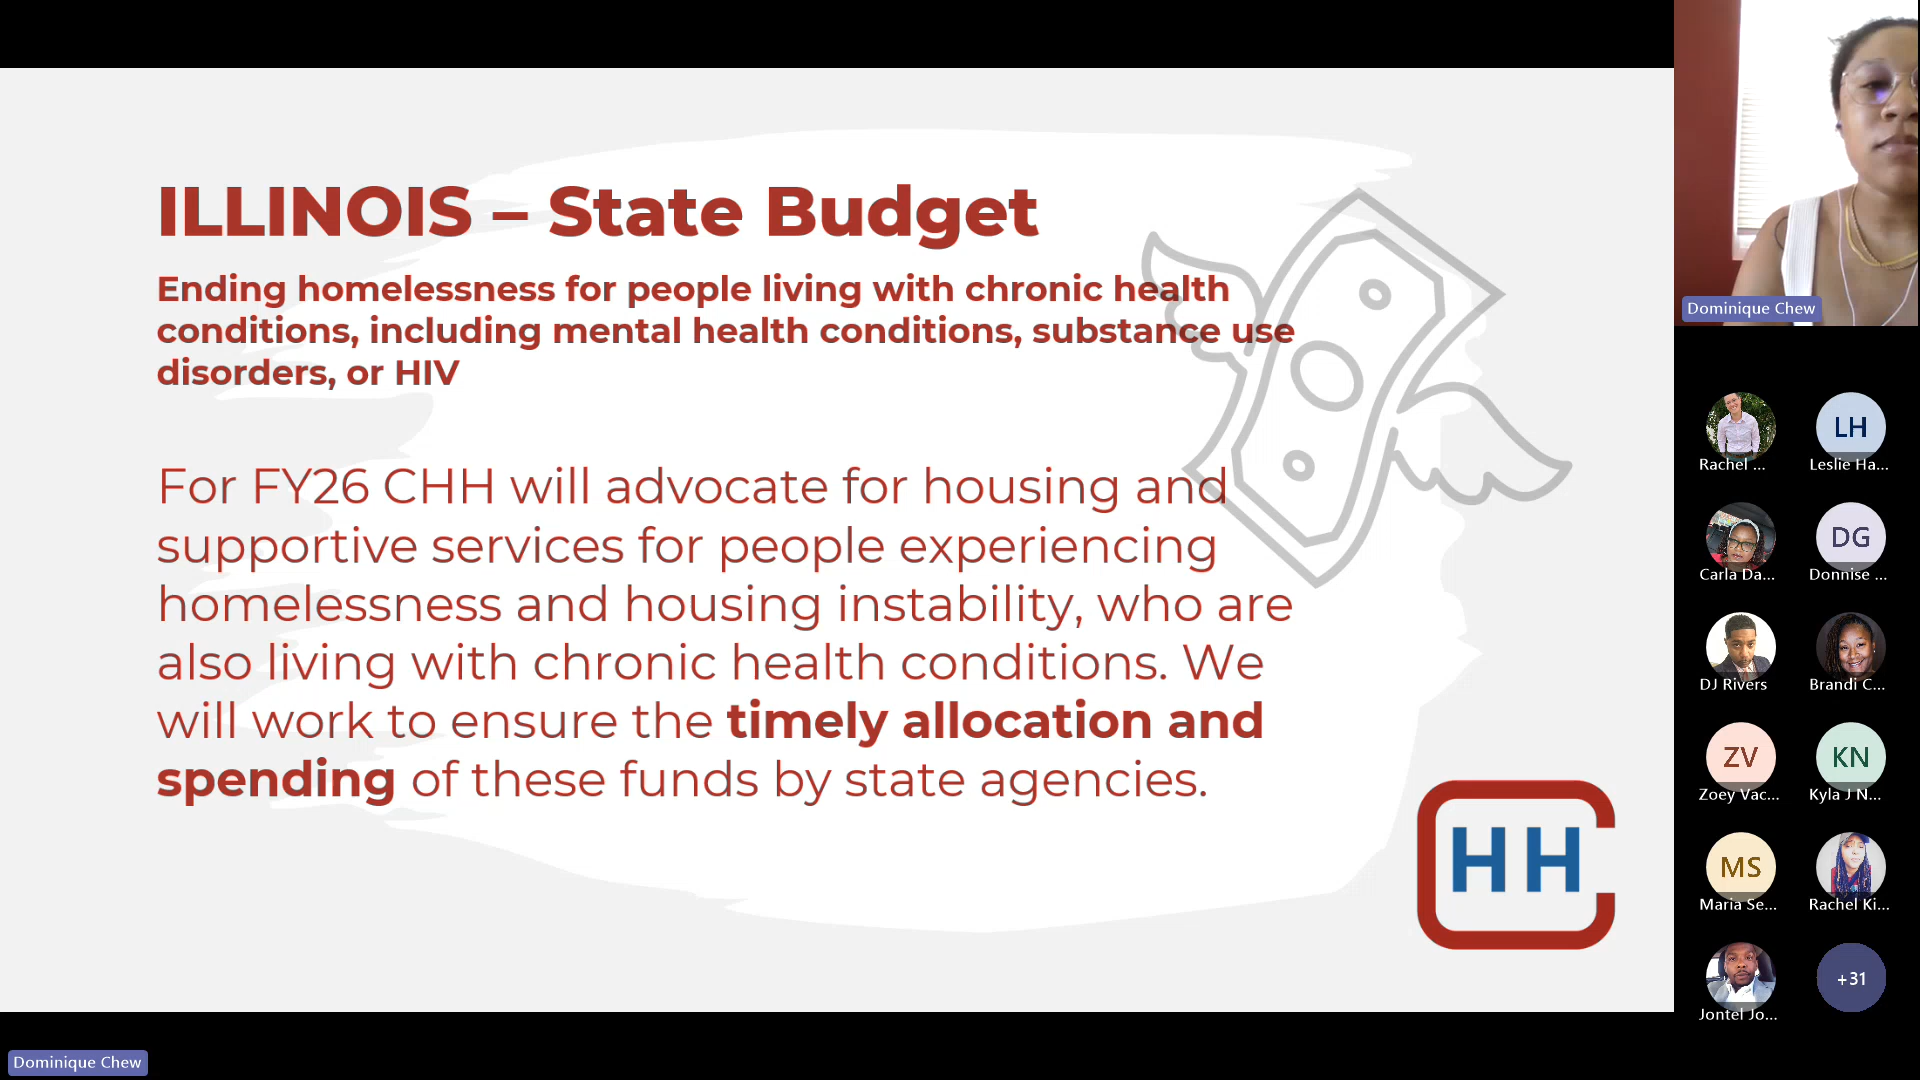 ILLINOIS – State Budget
Ending homelessness for people living with chronic health
conditions, including mental health conditions, substance use
disorders, or HIV
For FY26 CHH will advocate for housing and
supportive services for people experiencing
homelessness and housing instability, who are
also living with chronic health conditions. We
will work to ensure the timely allocation and
spending of these funds by state agencies.
HH
Dominique Chew
Rachel ...
LH
Leslie Ha...
Carla Da...
DG
Donnise ...
DJ Rivers
Brandi C...
ZV
Zoey Vac...
KN
Kyla J N...
MS
Maria Se...
Rachel Ki...
Jontel Jo...
+31
Dominique Chew